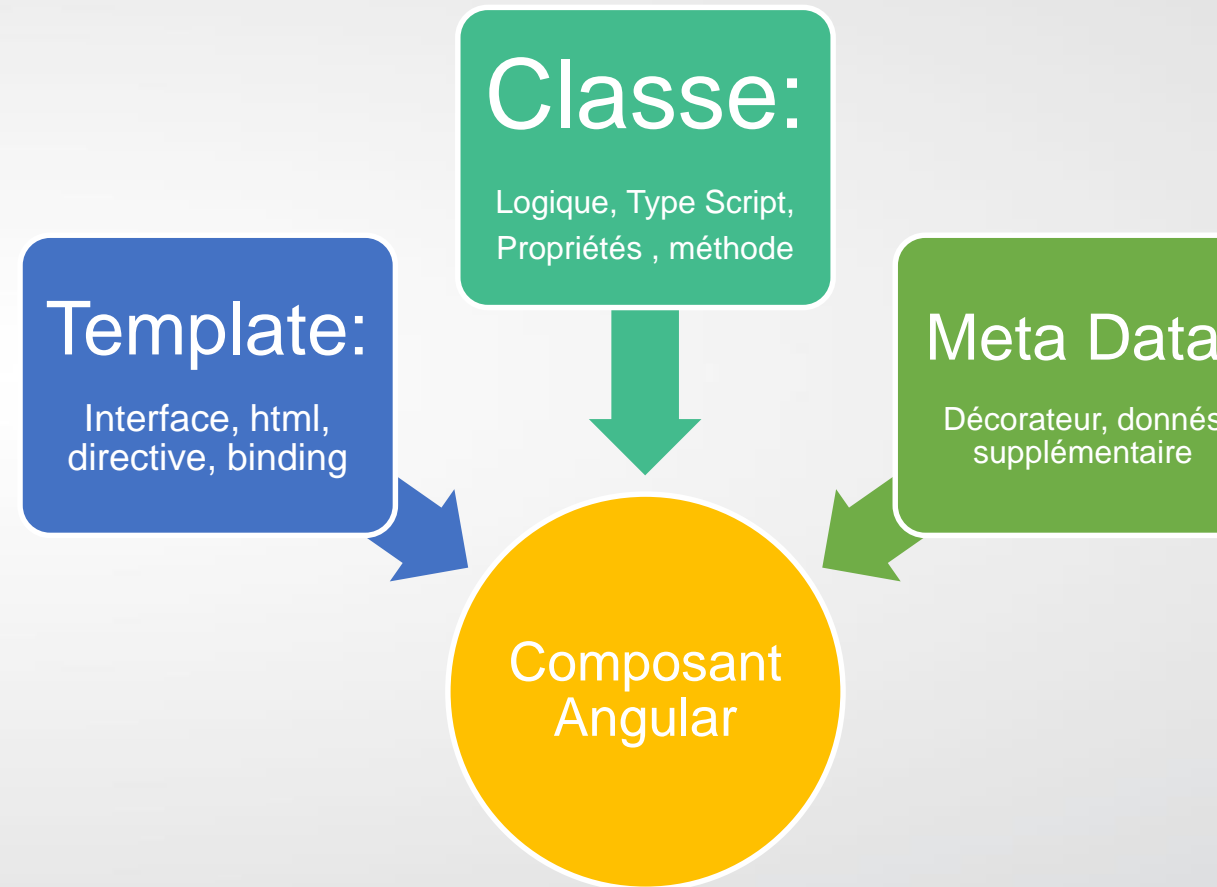 Classe:
Logique, Type Script,
Propriétés , méthode
Template:
Interface, html,
directive, binding
Meta Data
Décorateur, donnés
supplémentaire
Composant
Angular